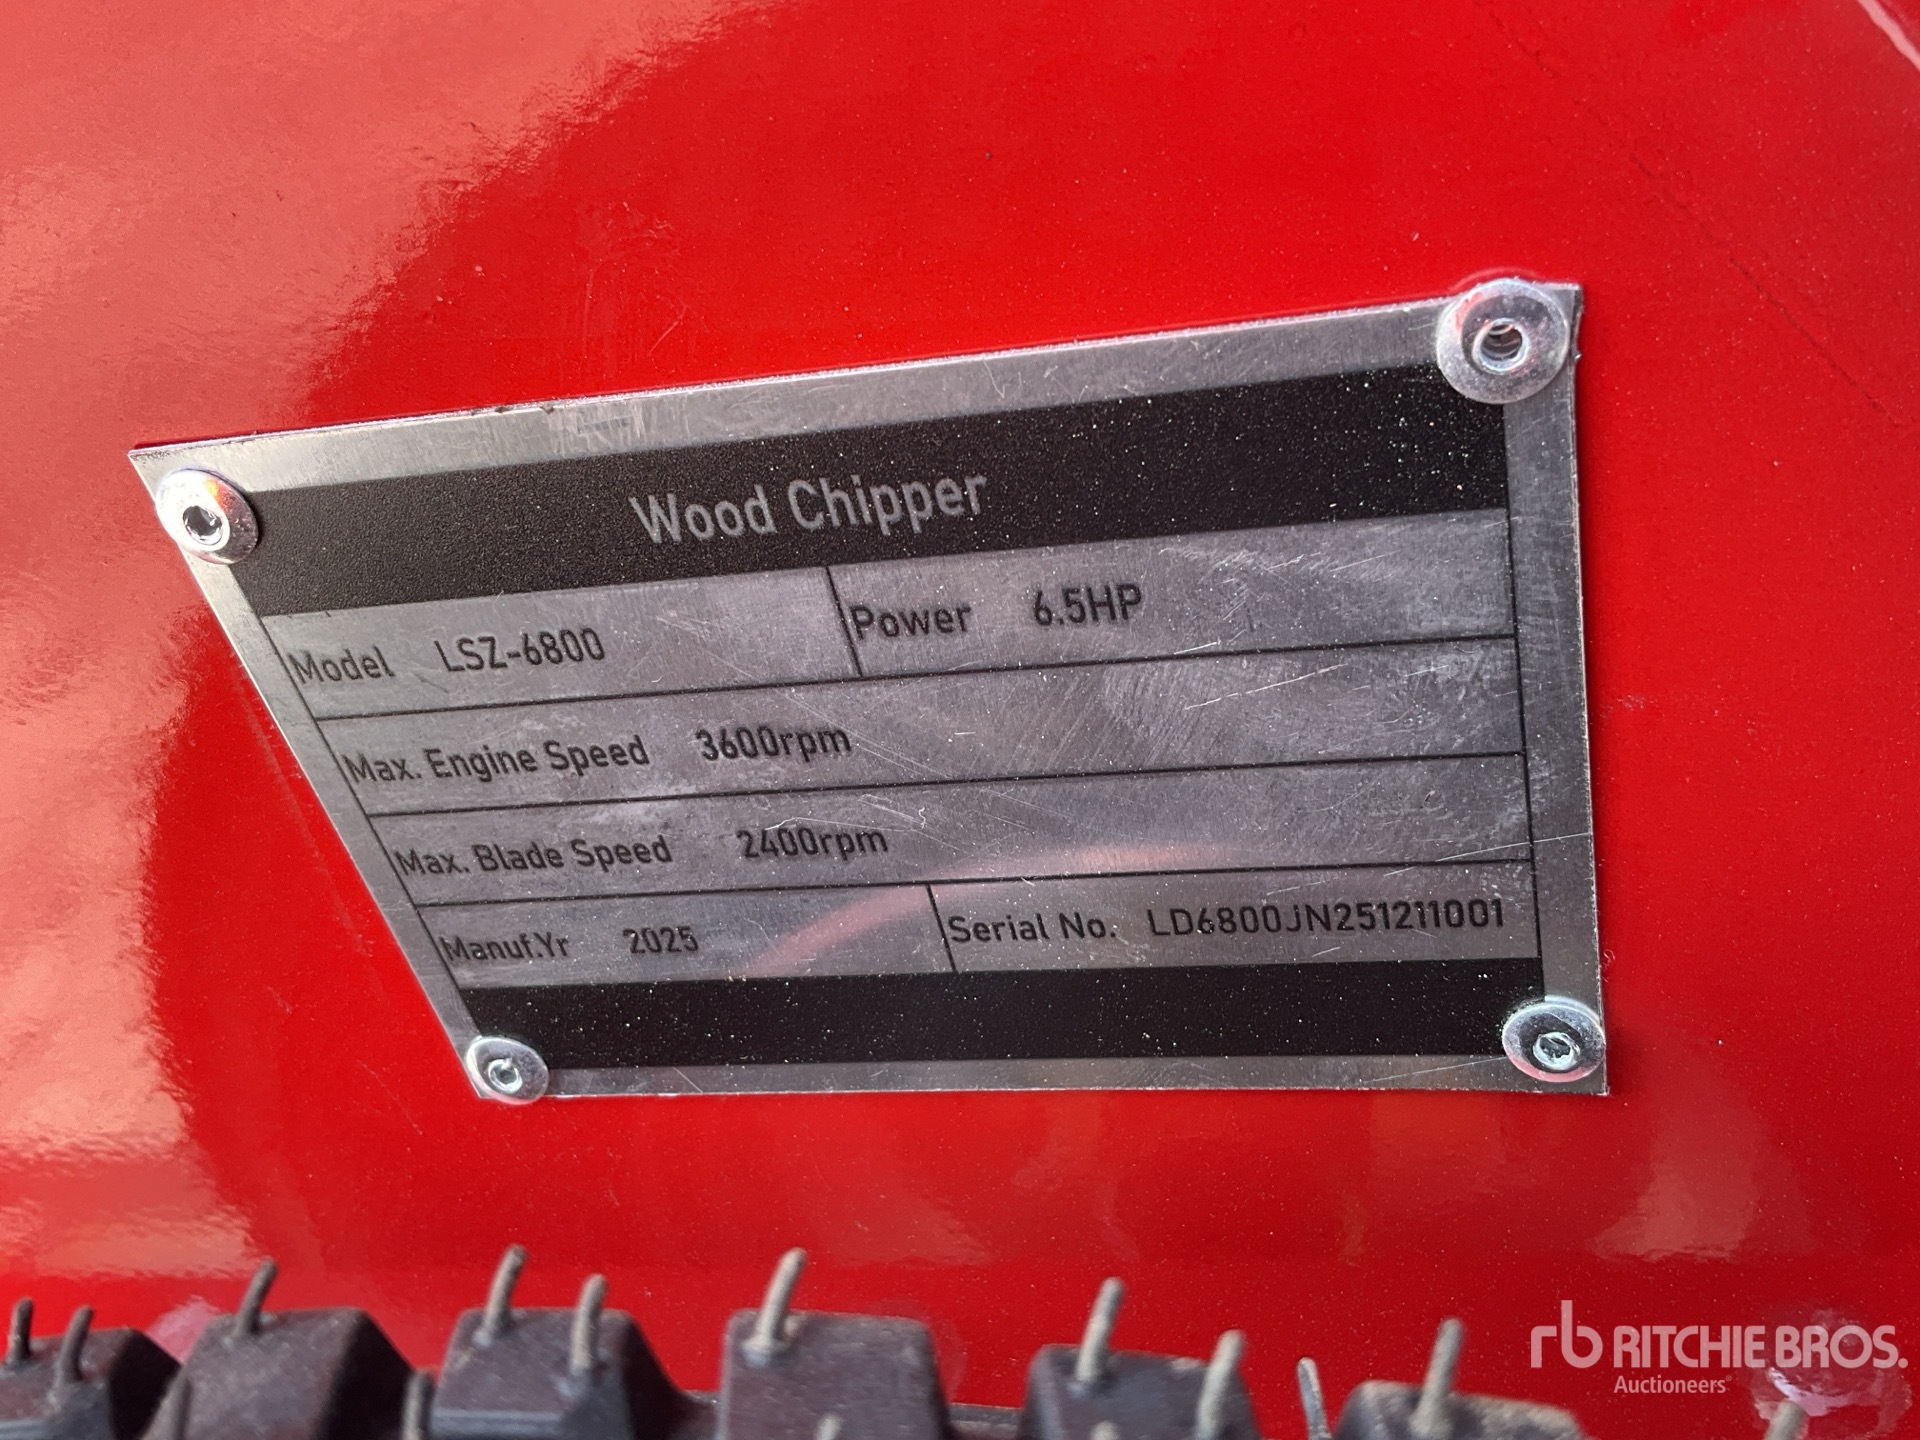 Wood Chipper
Model LSZ-6800 Power 6.5HP
Max. Engine Speed 3600rpm
Max. Blade Speed 2400rpm
Manuf.Yr 2025 Serial No. LD6800JN251211001
rb RITCHIE BROS.
Auctioneers